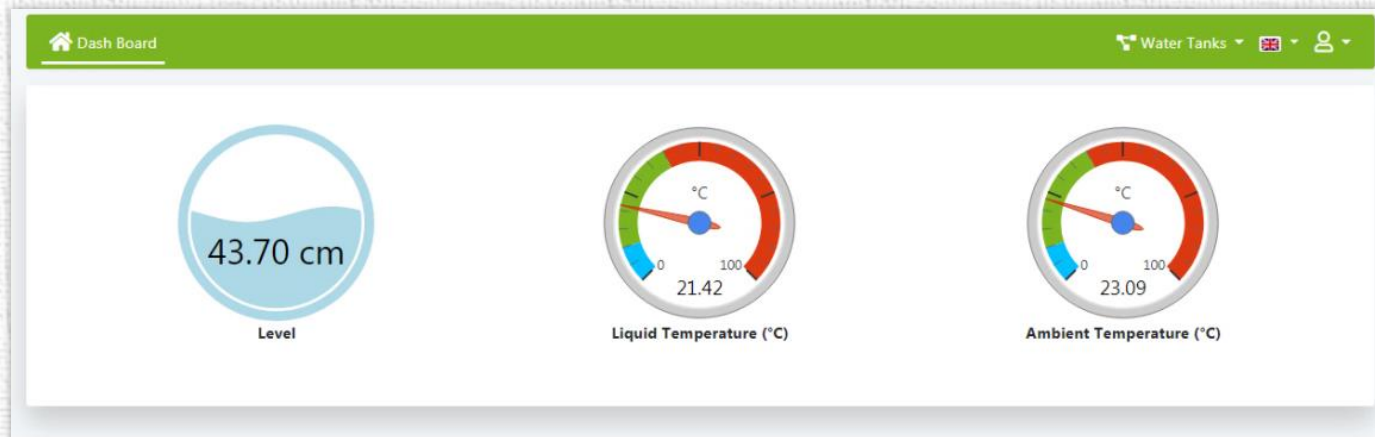 Dash Board
Water Tanks
43.70 cm
Level
°C
0
100
21.42
Liquid Temperature (°C)
°C
0
100
23.09
Ambient Temperature (°C)